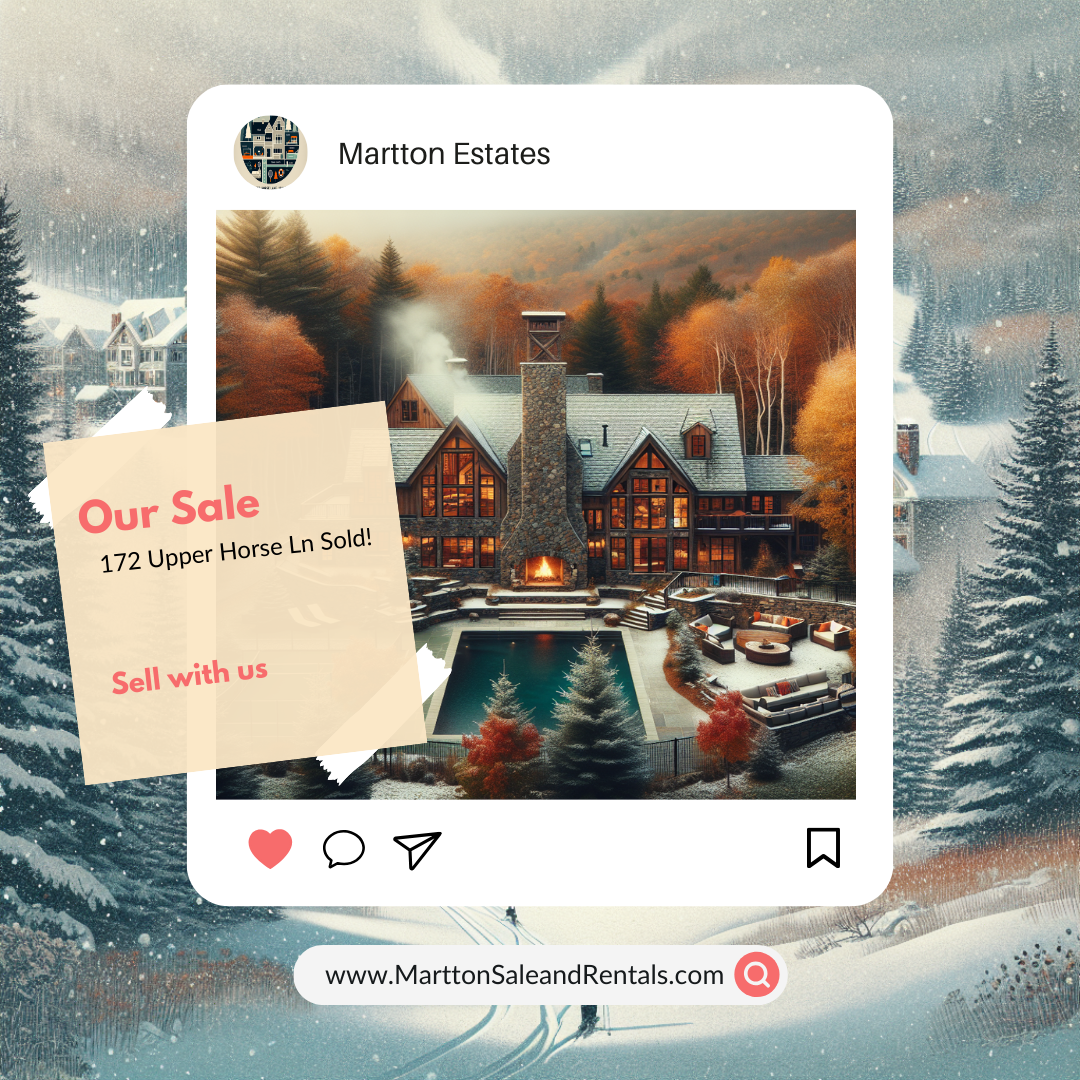 Martton Estates
Our Sale
172 Upper Horse Ln Sold!
Sell with us
www.MarttonSaleandRentals.com